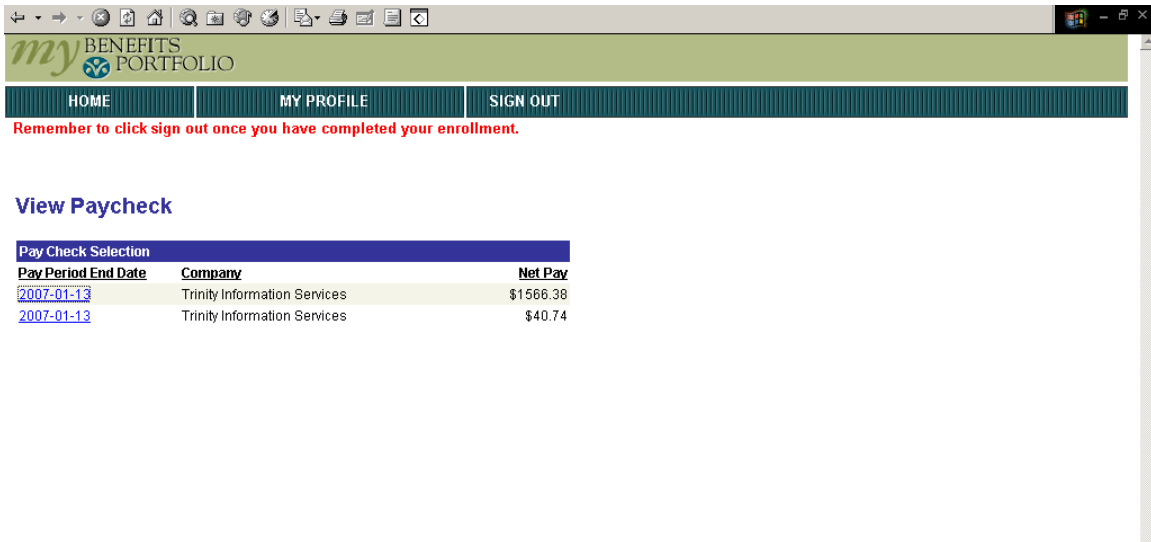 my BENEFITS
PORTFOLIO
HOME MY PROFILE SIGN OUT
Remember to click sign out once you have completed your enrollment.
View Paycheck
Pay Check Selection
Pay Period End Date Company Net Pay
2007-01-13 Trinity Information Services $1566.38
2007-01-13 Trinity Information Services $40.74